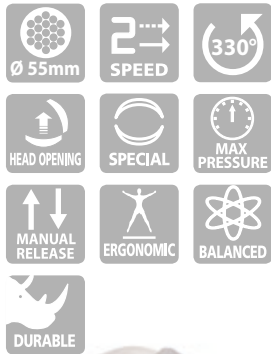 Ø 55mm
2
SPEED
330°
HEAD OPENING
SPECIAL
MAX
PRESSURE
MANUAL
RELEASE
ERGONOMIC
BALANCED
DURABLE